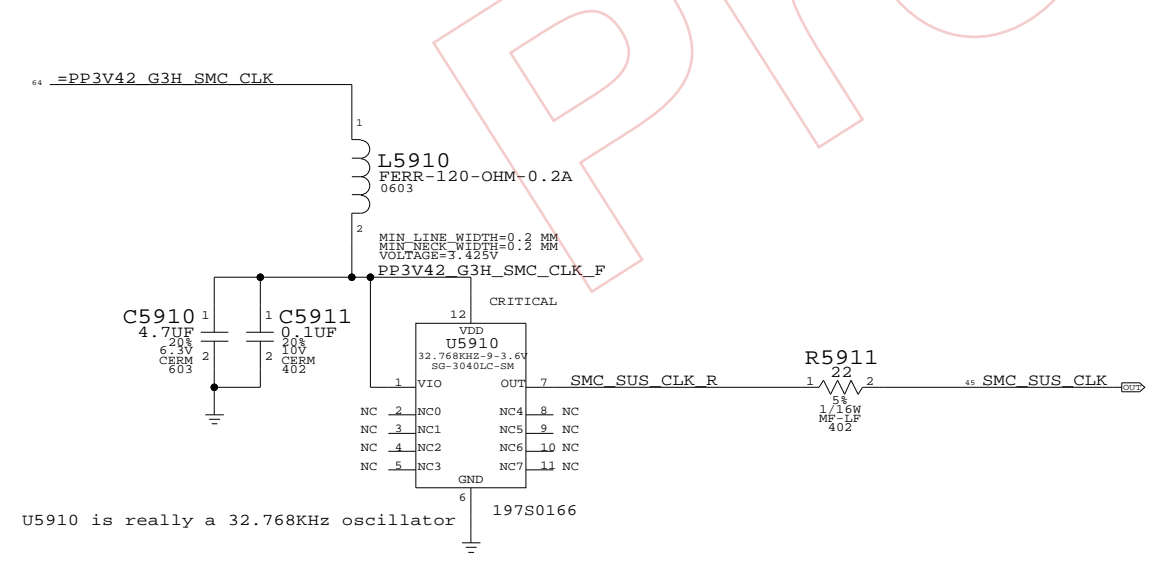 64 =PP3V42_G3H_SMC_CLK
1
L5910
FERR-120-OHM-0.2A
0603
2
MIN_LINE_WIDTH=0.2 MM
MIN_NECK_WIDTH=0.2 MM
VOLTAGE=3.425V
PP3V42_G3H_SMC_CLK_F
CRITICAL
C5910 1
4.7UF
20%
6.3V 2
CERM
603
1 C5911
0.1UF
20%
2 10V
CERM
402
12
VDD
U5910
32.768KHZ-9-3.6V
SG-3040LC-SM
1 VIO OUT 7 SMC_SUS_CLK_R
NC 2 NC0 NC4 8 NC
NC 3 NC1 NC5 9 NC
NC 4 NC2 NC6 10 NC
NC 5 NC3 NC7 11 NC
GND
6
197S0166
R5911
22
1 2
5%
1/16W
MF-LF
402
45 SMC_SUS_CLK OUT
U5910 is really a 32.768KHz oscillator
Pr